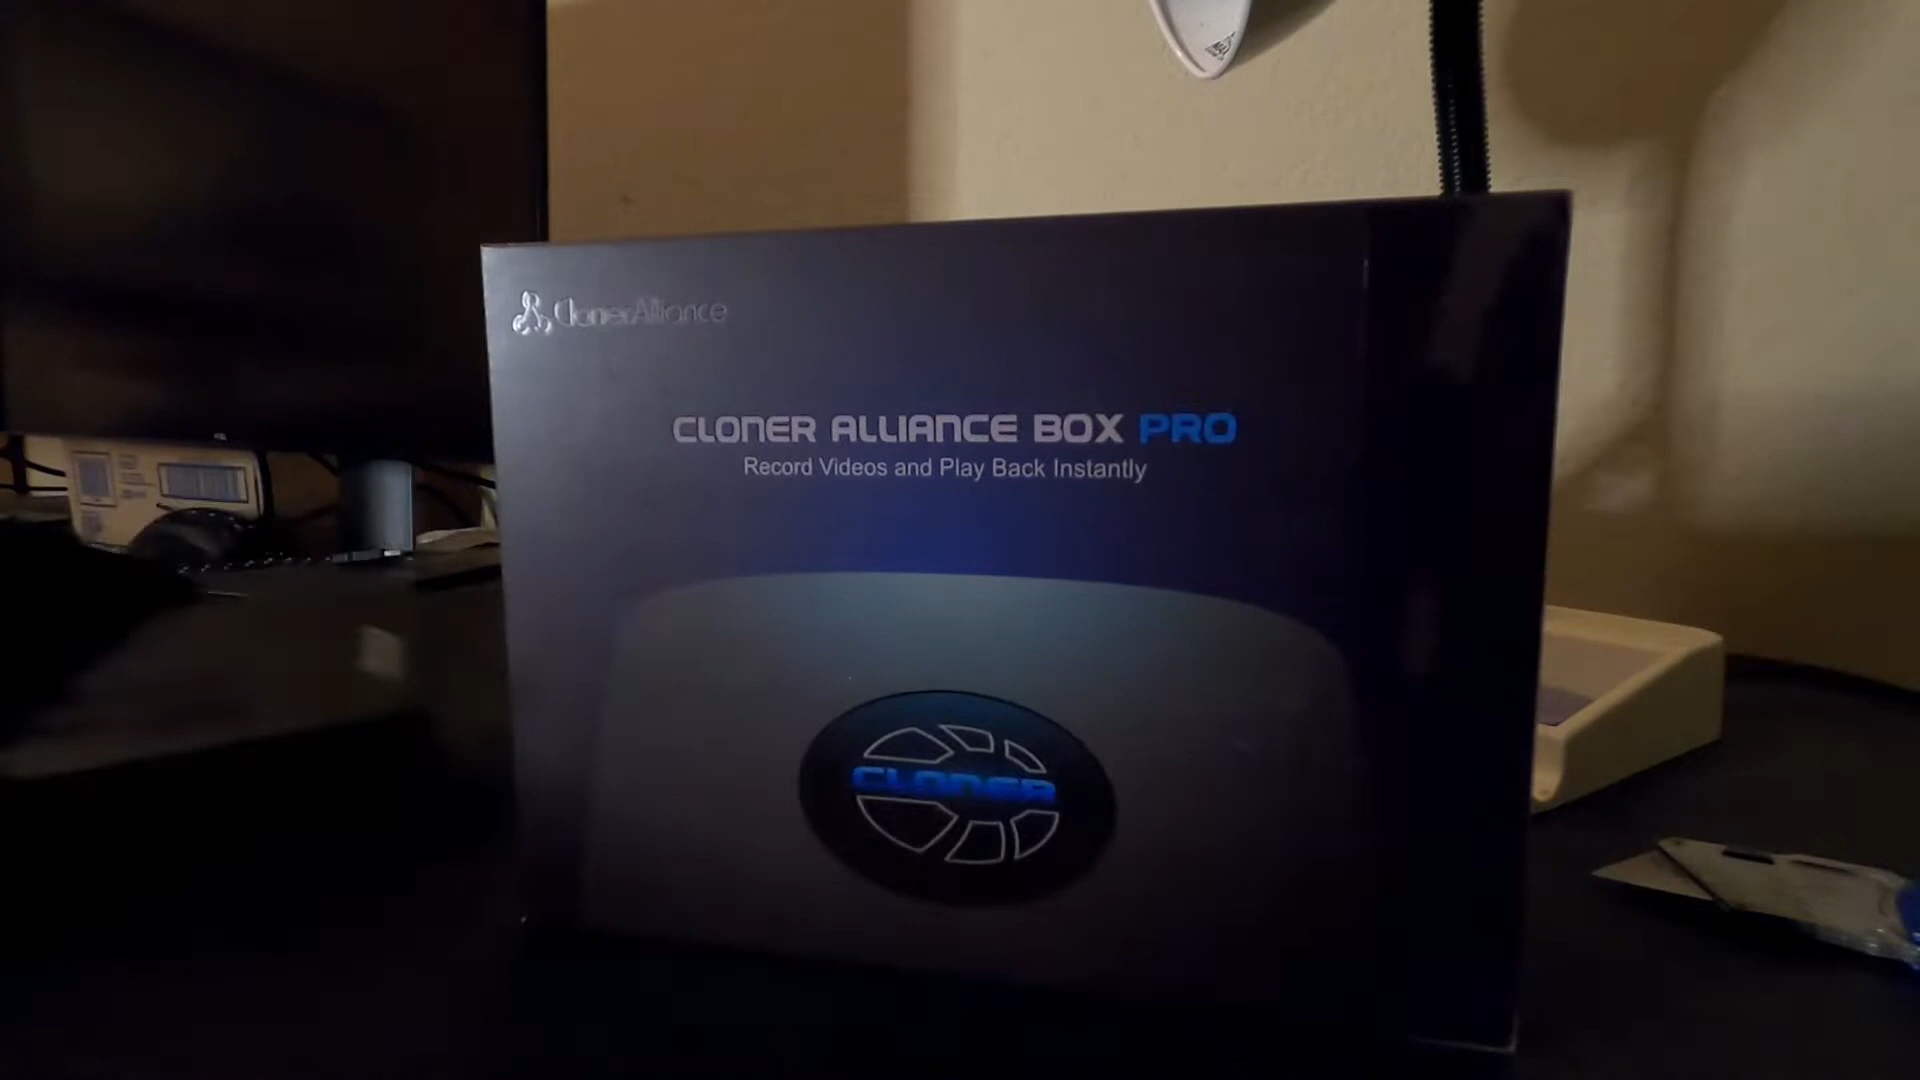 ClonerAlliance
CLONER ALLIANCE BOX PRO
Record Videos and Play Back Instantly
CLONER